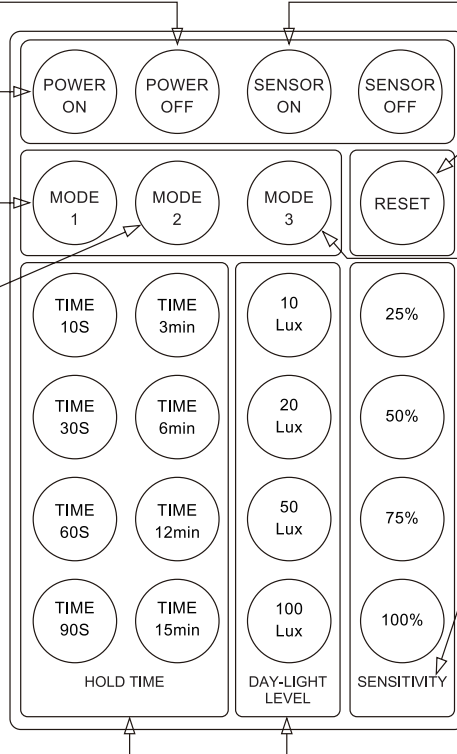 POWER
ON
POWER
OFF
SENSOR
ON
SENSOR
OFF
MODE
1
MODE
2
MODE
3
RESET
TIME
10S
TIME
3min
10
Lux
25%
TIME
30S
TIME
6min
20
Lux
50%
TIME
60S
TIME
12min
50
Lux
75%
TIME
90S
TIME
15min
100
Lux
100%
HOLD TIME
DAY-LIGHT
LEVEL
SENSITIVITY